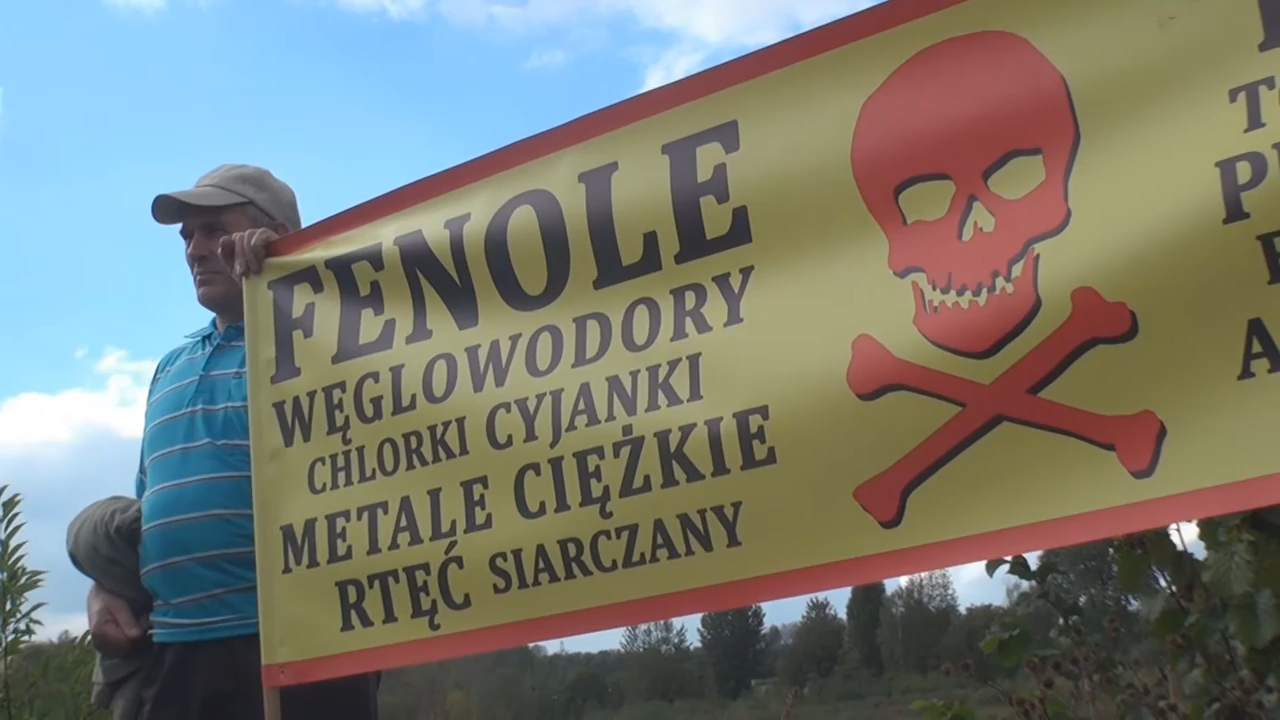 FENOLE
WĘGLOWODORY
CHLORKI CYJANKI
METALE CIĘŻKIE
RTĘĆ SIARCZANY